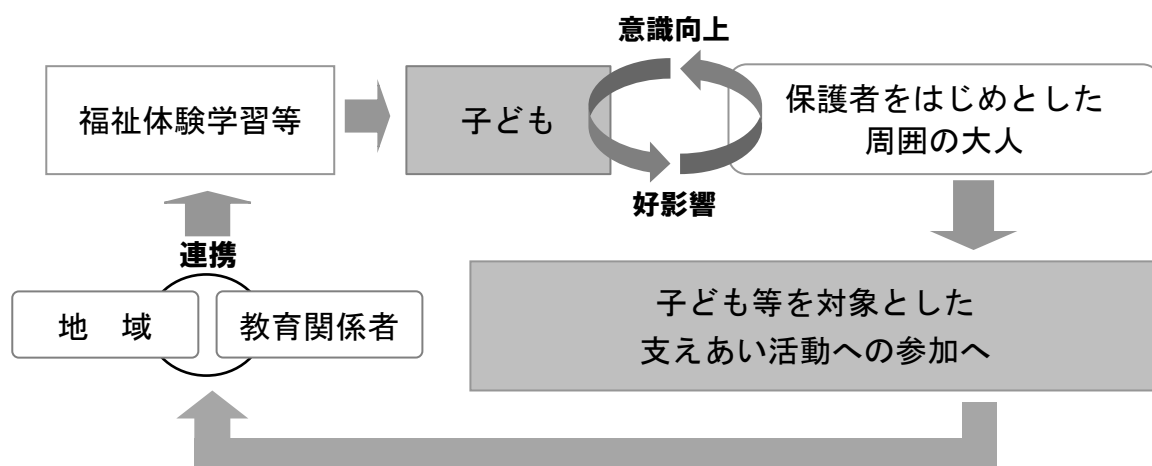 意識向上
福祉体験学習等
子ども
保護者をはじめとした
周囲の大人
好影響
連携
地　域
教育関係者
子ども等を対象とした
支えあい活動への参加へ